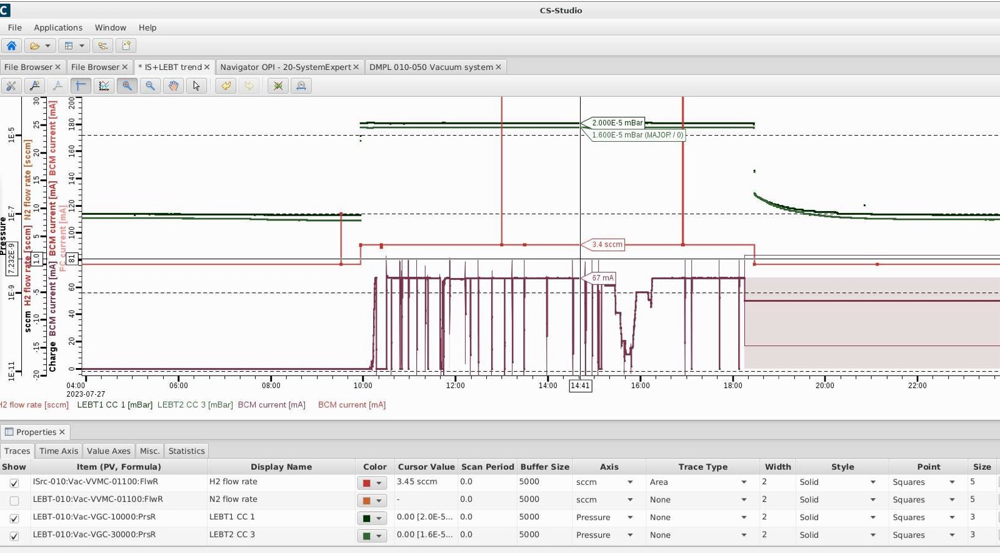 C
CS-Studio
File Applications Window Help
File Browser × File Browser × * IS+LEBT trend × Navigator OPI - 20-SystemExpert × DMPL 010-050 Vacuum system ×
Pressure
1E-5
1E-7
7.232E-9
1E-9
1E-11
sccm H2 flow rate [sccm] N2 flow rate [sccm]
30
25
20
15
10
5
1.0
-5
-10
-15
-20
Charge BCM current [mA] BCM current [mA] BCM current [mA]
FC current [mA]
200
180
160
140
120
100
81
60
40
20
0
2.000E-5 mBar
1.600E-5 mBar (MAJOR / 0)
3.4 sccm
67 mA
04:00 06:00 08:00 10:00 12:00 14:00 14:41 16:00 18:00 20:00 22:00
2023-07-27
H2 flow rate [sccm] LEBT1 CC 1 [mBar] LEBT2 CC 3 [mBar] BCM current [mA] BCM current [mA]
Properties ×
Traces Time Axis Value Axes Misc. Statistics
Show Item (PV, Formula) Display Name Color Cursor Value Scan Period Buffer Size Axis Trace Type Width Style Point Size
ISrc-010:Vac-VVMC-01100:FlwR H2 flow rate 3.45 sccm 0.0 5000 sccm Area 2 Solid Squares 5
LEBT-010:Vac-VVMC-01100:FlwR N2 flow rate - 0.0 5000 sccm None 2 Solid Squares 5
LEBT-010:Vac-VGC-10000:PrsR LEBT1 CC 1 0.00 [2.0E-5... 0.0 5000 Pressure None 2 Solid Squares 3
LEBT-010:Vac-VGC-30000:PrsR LEBT2 CC 3 0.00 [1.6E-5... 0.0 5000 Pressure None 2 Solid Squares 3